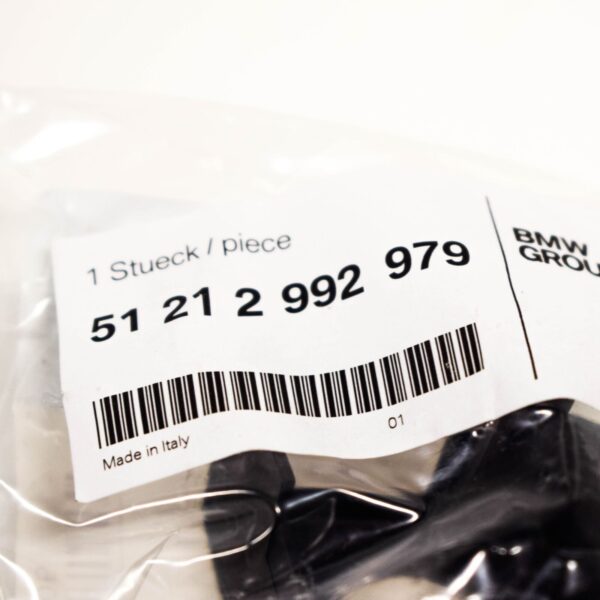 1 Stueck / piece
51 21 2 992 979
01
Made in Italy
BMW
GROU